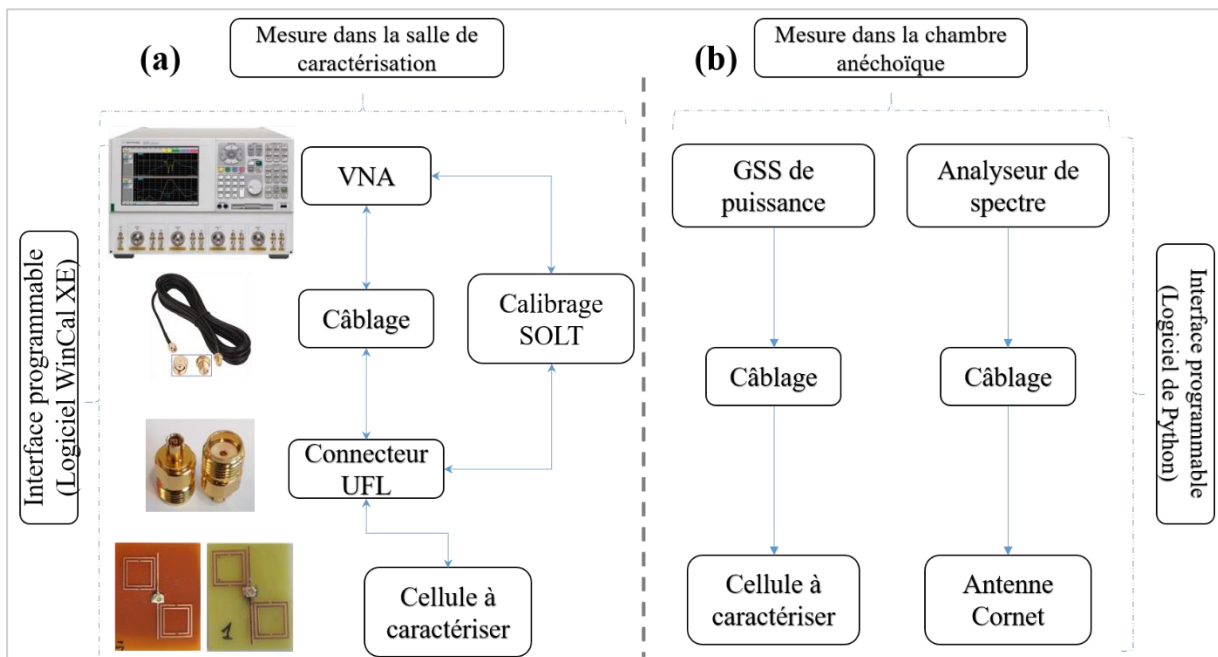 (a)
Mesure dans la salle de
caractérisation
Interface programmable
(Logiciel WinCal XE)
VNA
Câblage
Calibrage
SOLT
Connecteur
UFL
Cellule à
caractériser
1
(b)
Mesure dans la chambre
anéchoïque
GSS de
puissance
Analyseur de
spectre
Câblage
Câblage
Cellule à
caractériser
Antenne
Cornet
Interface programmable
(Logiciel de Python)